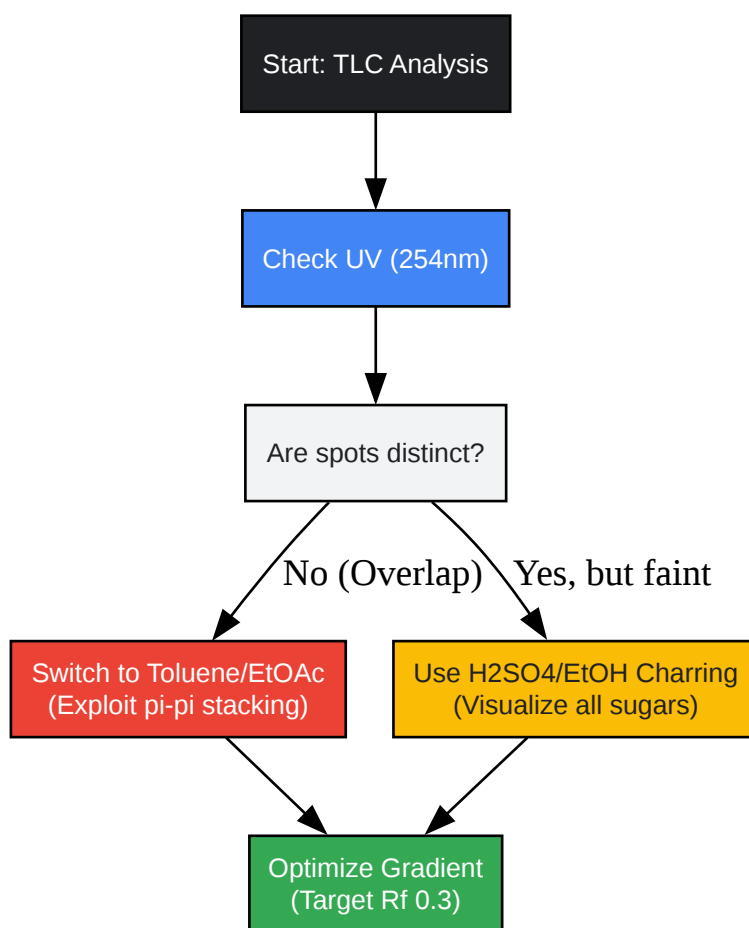 Start: TLC Analysis
Check UV (254nm)
Are spots distinct?
No (Overlap)
Yes, but faint
Switch to Toluene/EtOAc
(Exploit pi-pi stacking)
Use H2SO4/EtOH Charring
(Visualize all sugars)
Optimize Gradient
(Target Rf 0.3)